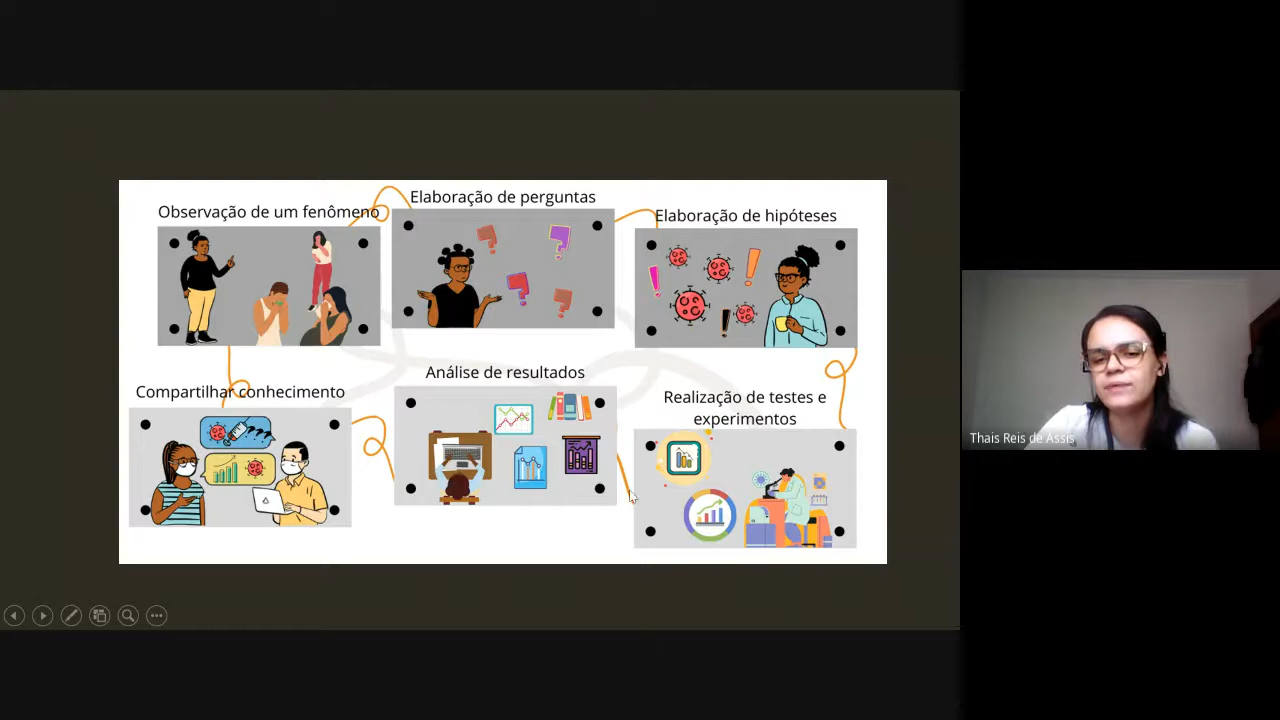 Observação de um fenômeno
Elaboração de perguntas
Elaboração de hipóteses
Compartilhar conhecimento
Análise de resultados
Realização de testes e
experimentos
Thais Reis de Assis